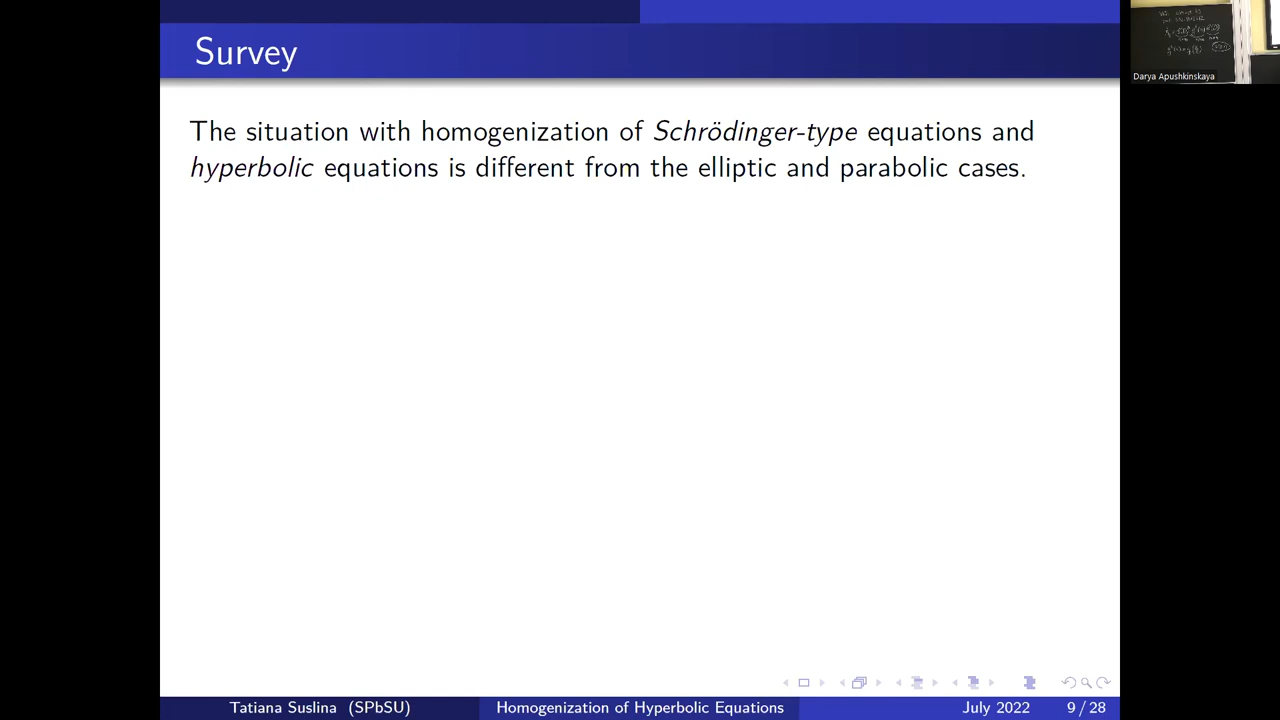 Survey
Darya Apushkinskaya
The situation with homogenization of Schrödinger-type equations and
hyperbolic equations is different from the elliptic and parabolic cases.
Tatiana Suslina (SPbSU)
Homogenization of Hyperbolic Equations
July 2022
9 / 28